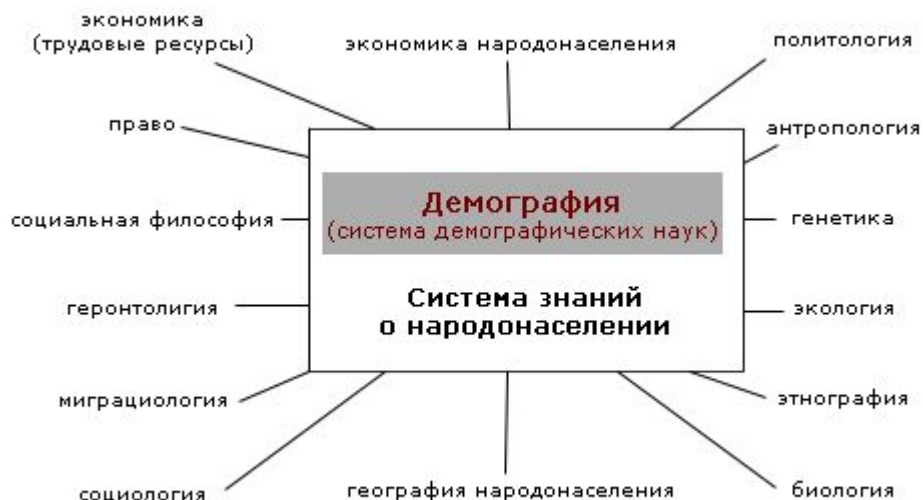 экономика
(трудовые ресурсы)
экономика народонаселения
политология
право
антропология
Демография
(система демографических наук)
социальная философия
генетика
Система знаний
о народонаселении
геронтолигия
экология
миграциология
этнография
социология
география народонаселения
биология